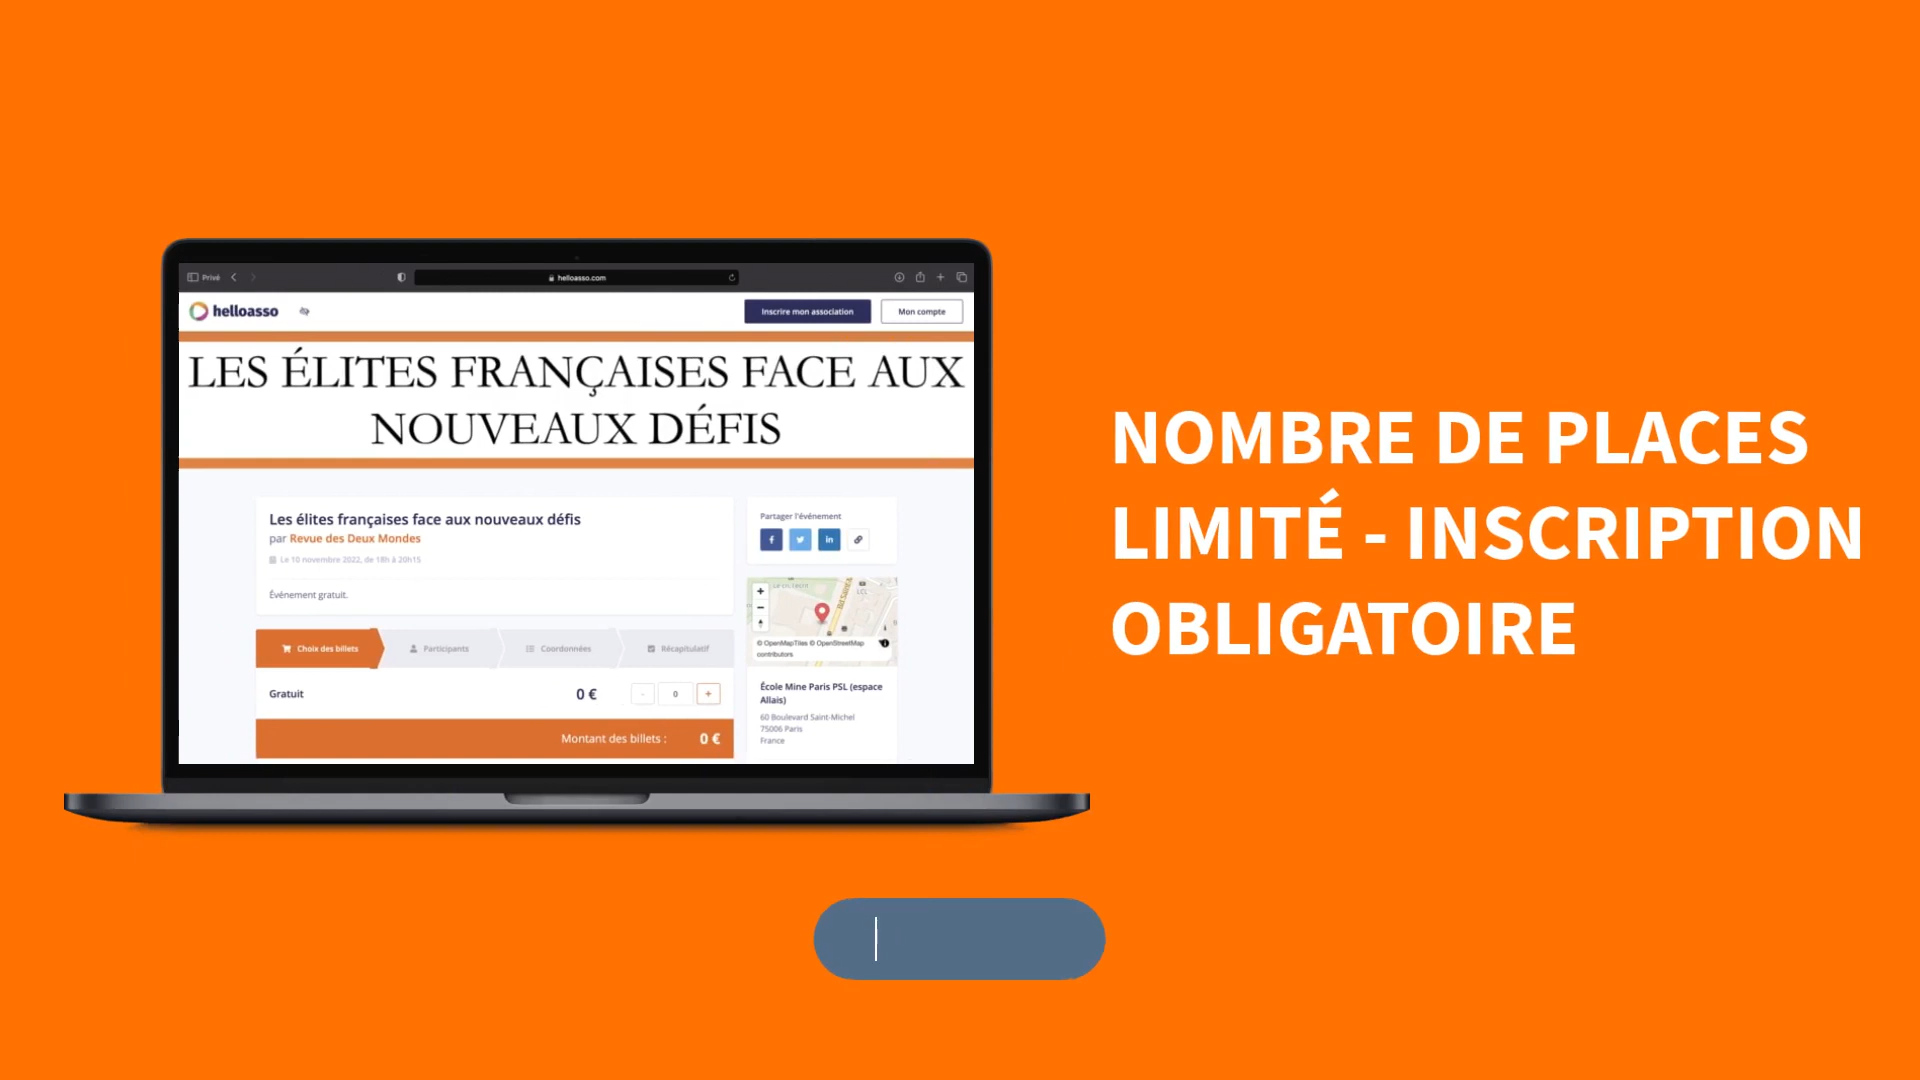 Privé
helloasso.com
helloasso
Inscrire mon association
Mon compte
LES ÉLITES FRANÇAISES FACE AUX
NOUVEAUX DÉFIS
Les élites françaises face aux nouveaux défis
par Revue des Deux Mondes
Le 10 novembre 2022, de 18h à 20h15
Événement gratuit.
Partager l'événement
LCL
© OpenMapTiles © OpenStreetMap
contributors
Choix des billets
Participants
Coordonnées
Récapitulatif
Gratuit
0 €
-
0
+
Montant des billets :
0 €
École Mine Paris PSL (espace
Allais)
60 Boulevard Saint-Michel
75006 Paris
France
NOMBRE DE PLACES
LIMITÉ - INSCRIPTION
OBLIGATOIRE